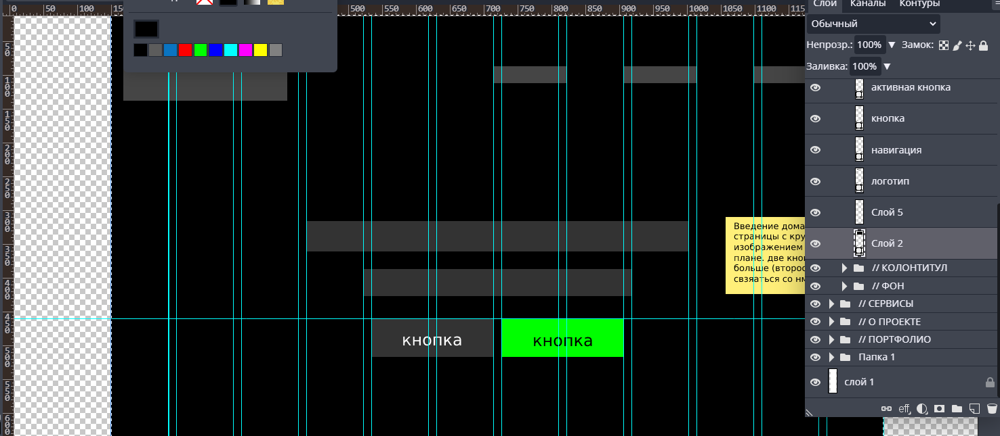 Слои Каналы Контуры
0 50 100 15 500 550 600 650 700 750 800 850 900 950 1000 1050 1100 115
Обычный
Непрозр.: 100% Замок:
Заливка: 100%
50
100
150
200
250
300
350
400
450
500
550
600
активная кнопка
кнопка
навигация
логотип
Слой 5
Слой 2
// КОЛОНТИТУЛ
// ФОН
// СЕРВИСЫ
// О ПРОЕКТЕ
// ПОРТФОЛИО
Папка 1
слой 1
eff
Введение дома
страницы с кру
изображением
плане. две кно
больше (второс
свзяаться со нм
кнопка кнопка